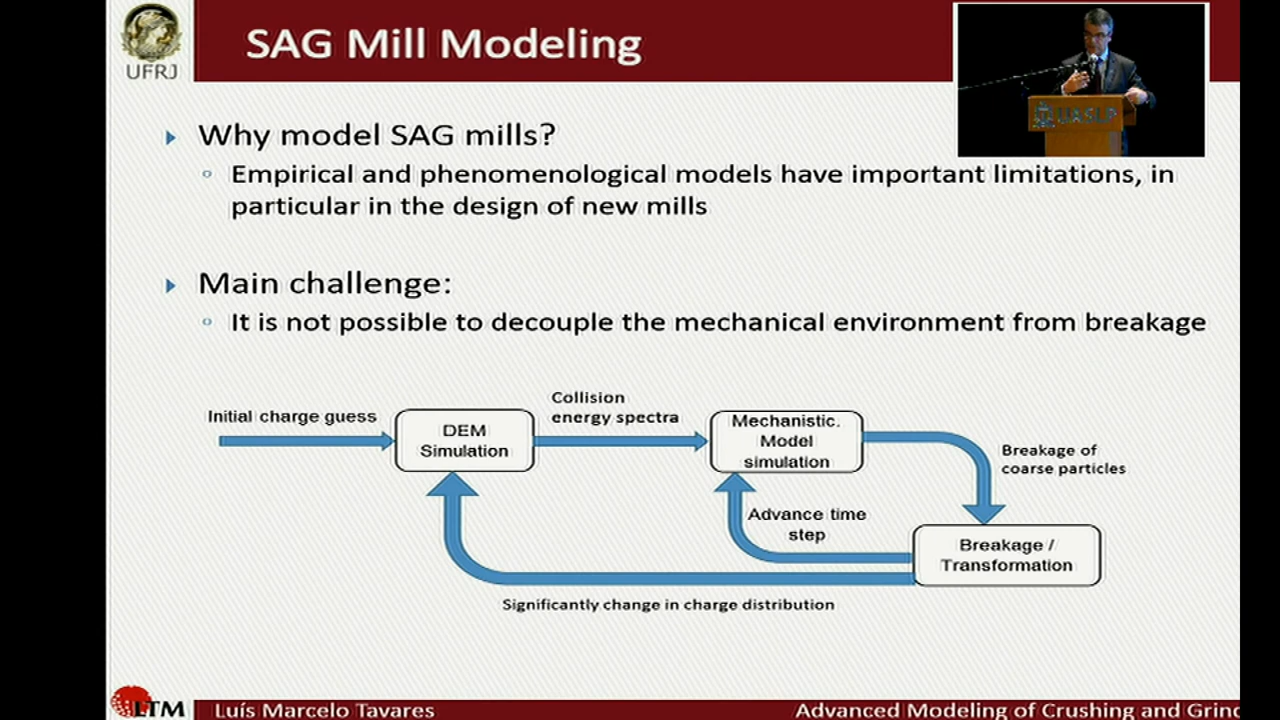 UFRJ
SAG Mill Modeling
UASLP
Why model SAG mills?
Empirical and phenomenological models have important limitations, in
particular in the design of new mills
Main challenge:
It is not possible to decouple the mechanical environment from breakage
Initial charge guess
DEM
Simulation
Collision
energy spectra
Mechanistic.
Model
simulation
Breakage of
coarse particles
Advance time
step
Breakage /
Transformation
Significantly change in charge distribution
LTM
Luís Marcelo Tavares
Advanced Modeling of Crushing and Grinc